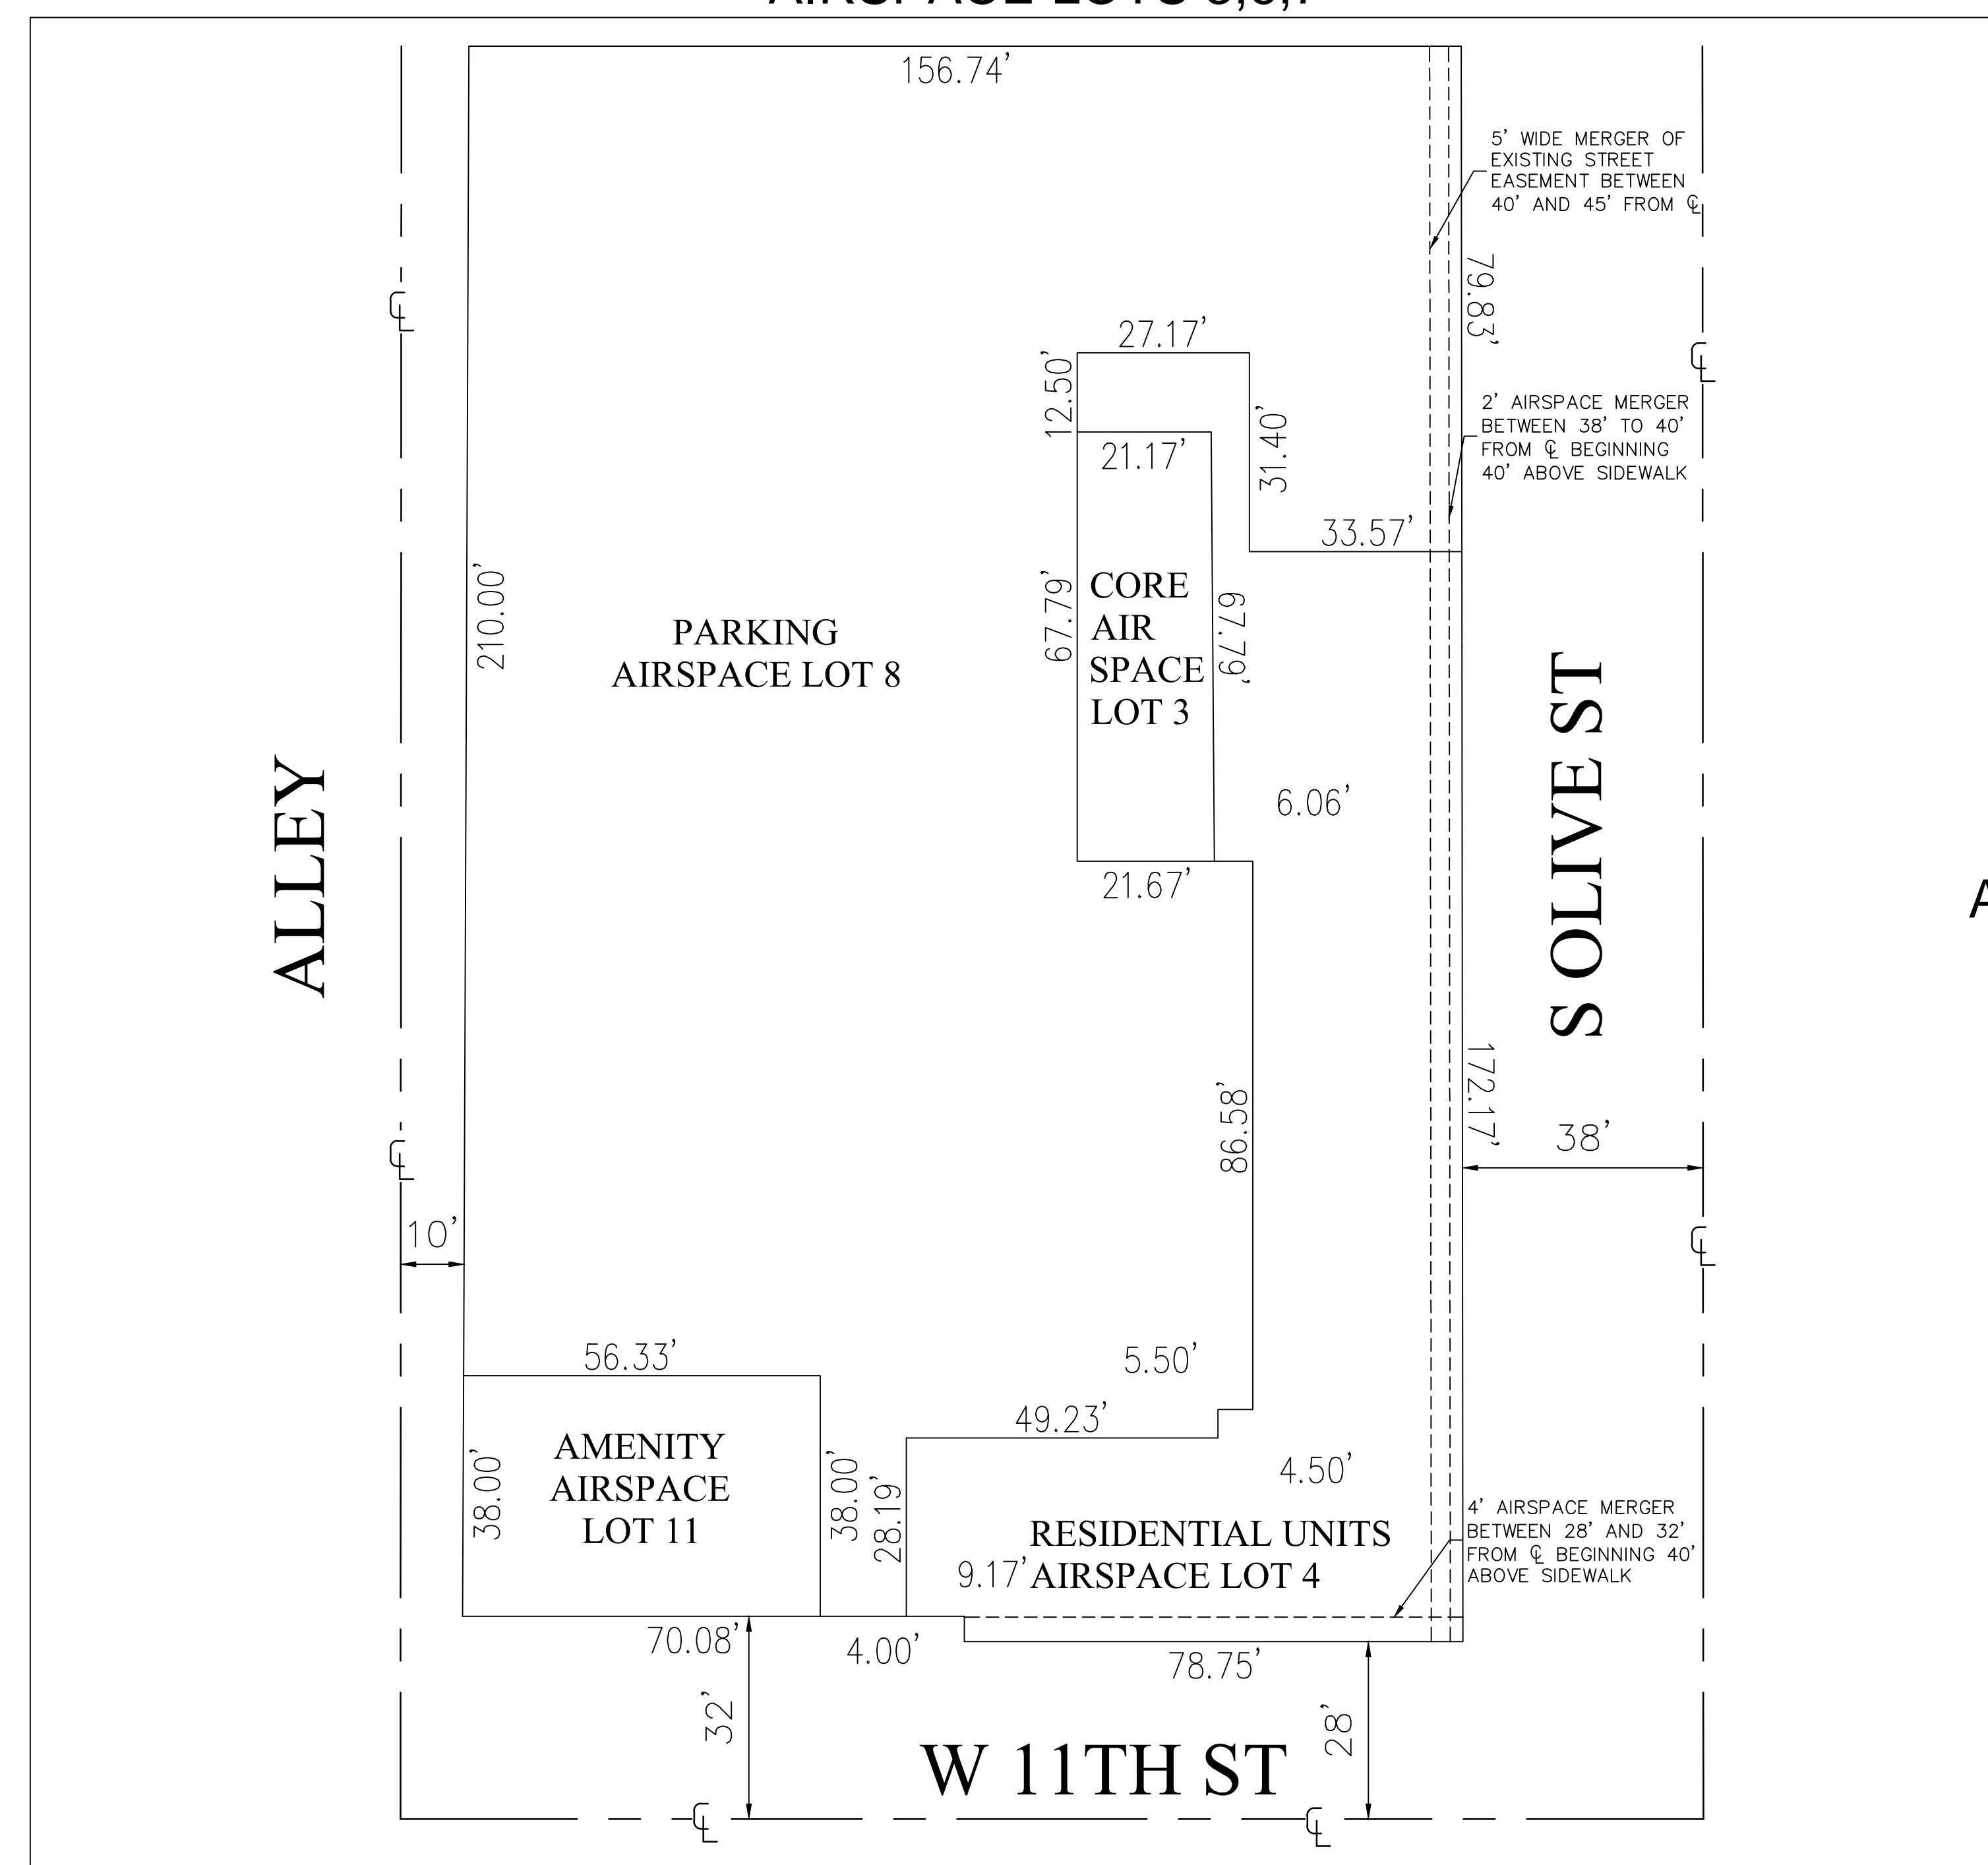 156.74'
5' WIDE MERGER OF
EXISTING STREET
EASEMENT BETWEEN
40' AND 45' FROM ℄
79.83'
℄
℄
27.17'
12.50'
21.17'
31.40'
2' AIRSPACE MERGER
BETWEEN 38' TO 40'
FROM ℄ BEGINNING
40' ABOVE SIDEWALK
33.57'
210.00'
PARKING
AIRSPACE LOT 8
67.79'
CORE
AIR
SPACE
LOT 3
67.79'
6.06'
21.67'
ALLEY
S OLIVE ST
86.58'
172.17'
38'
℄
10'
℄
56.33'
5.50'
49.23'
38.00'
AMENITY
AIRSPACE
LOT 11
38.00'
28.19'
4.50'
RESIDENTIAL UNITS
9.17' AIRSPACE LOT 4
4' AIRSPACE MERGER
BETWEEN 28' AND 32'
FROM ℄ BEGINNING 40'
ABOVE SIDEWALK
70.08'
4.00'
78.75'
32'
28'
W 11TH ST
℄
℄